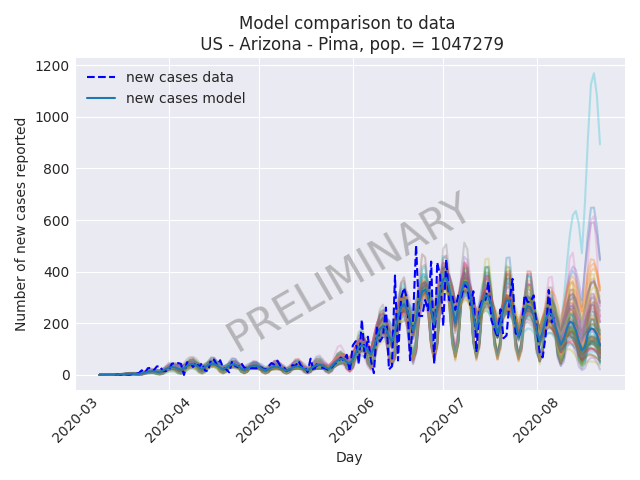 Model comparison to data
US - Arizona - Pima, pop. = 1047279
1200
1000
800
600
400
200
0
Number of new cases reported
new cases data
new cases model
PRELIMINARY
2020-03
2020-04
2020-05
2020-06
2020-07
2020-08
Day